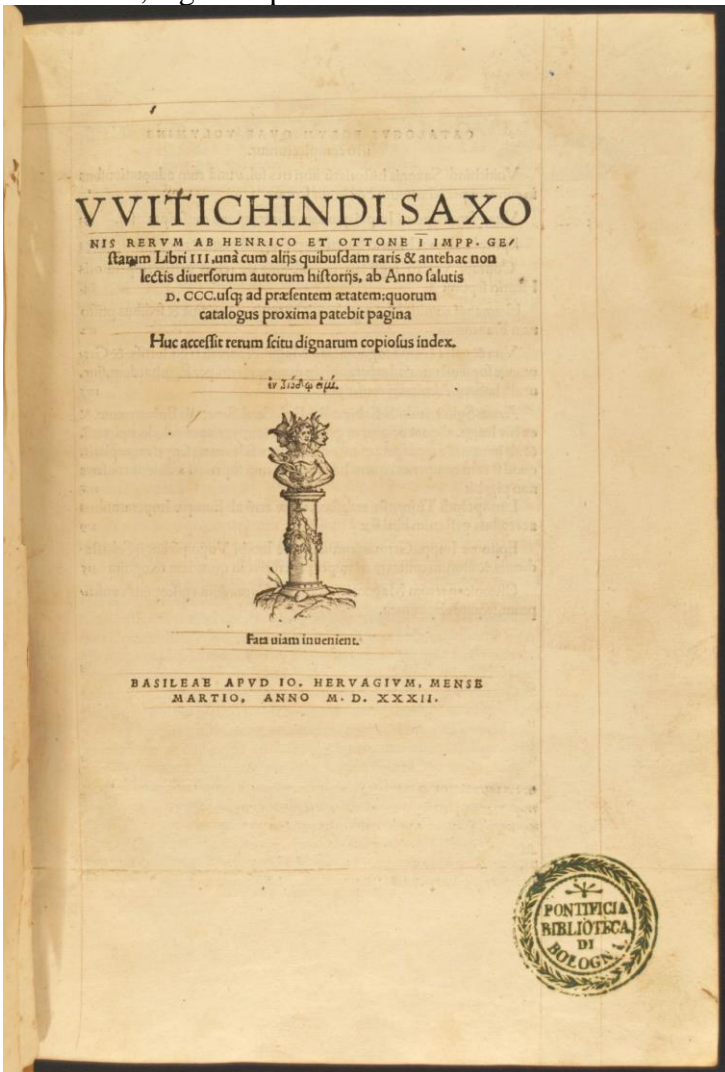 VVITICHINDI SAXO
NIS RERVM AB HENRICO ET OTTONE I IMPP. GE/
ſtarum Libri III, unà cum alijs quibuſdam raris & antehac non
lectis diuerſorum autorum hiſtorijs, ab Anno ſalutis
D. CCC. uſq; ad præſentem ætatem: quorum
catalogus proxima patebit pagina
Huc acceſſit rerum ſcitu dignarum copioſus index.
Fata uiam inuenient.
BASILEAE APVD IO. HERVAGIVM, MENSE
MARTIO, ANNO M. D. XXXII.
PONTIFICIA
BIBLIOTECA
DI
BOLOGNA